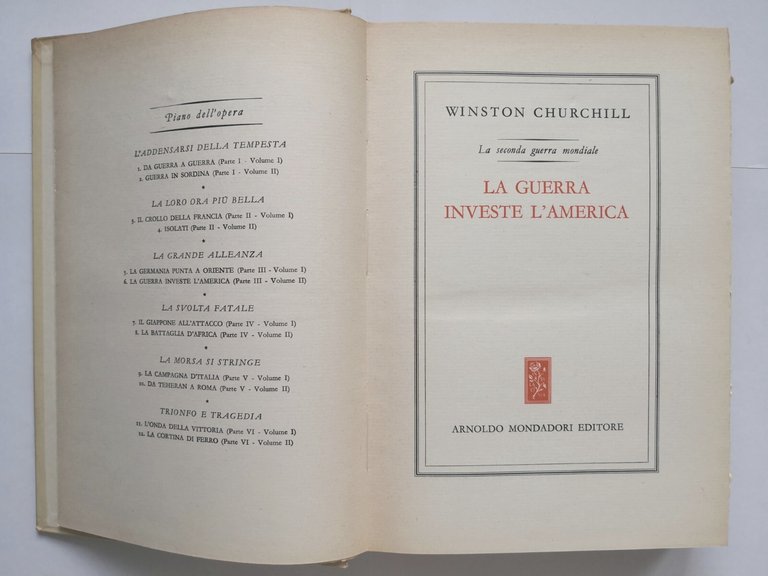 Piano dell'opera
L'ADDENSARSI DELLA TEMPESTA
1. DA GUERRA A GUERRA (Parte I - Volume I)
2. GUERRA IN SORDINA (Parte I - Volume II)
*
LA LORO ORA PIÙ BELLA
3. IL CROLLO DELLA FRANCIA (Parte II - Volume I)
4. ISOLATI (Parte II - Volume II)
*
LA GRANDE ALLEANZA
5. LA GERMANIA PUNTA A ORIENTE (Parte III - Volume I)
6. LA GUERRA INVESTE L'AMERICA (Parte III - Volume II)
*
LA SVOLTA FATALE
7. IL GIAPPONE ALL'ATTACCO (Parte IV - Volume I)
8. LA BATTAGLIA D'AFRICA (Parte IV - Volume II)
*
LA MORSA SI STRINGE
9. LA CAMPAGNA D'ITALIA (Parte V - Volume I)
10. DA TEHERAN A ROMA (Parte V - Volume II)
*
TRIONFO E TRAGEDIA
11. L'ONDA DELLA VITTORIA (Parte VI - Volume I)
12. LA CORTINA DI FERRO (Parte VI - Volume II)
WINSTON CHURCHILL
La seconda guerra mondiale
LA GUERRA
INVESTE L'AMERICA
ARNOLDO MONDADORI EDITORE